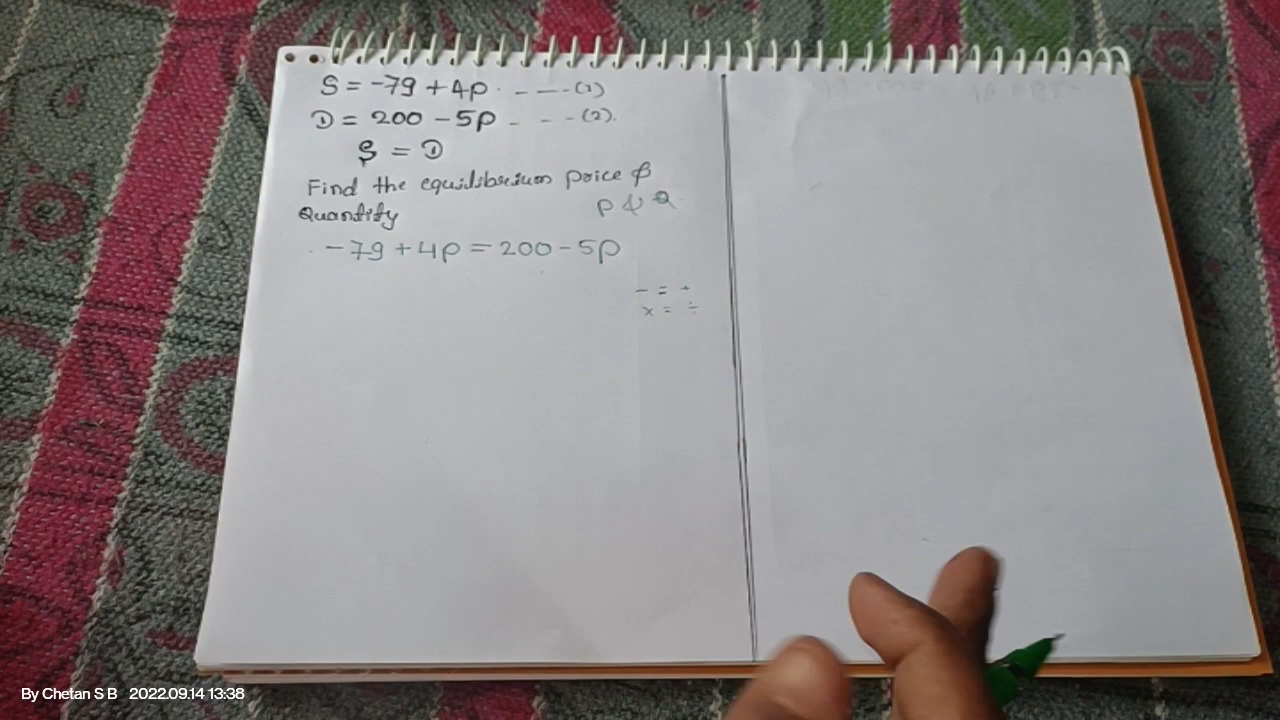 S = -79 + 4p. - - - (1)
D = 200 - 5p - - - (2).
S = D
Find the equilibrium price &
Quantity
P & Q
-79 + 4p = 200 - 5p
- = +
x = ÷
By Chetan S B 2022.09.14 13:38